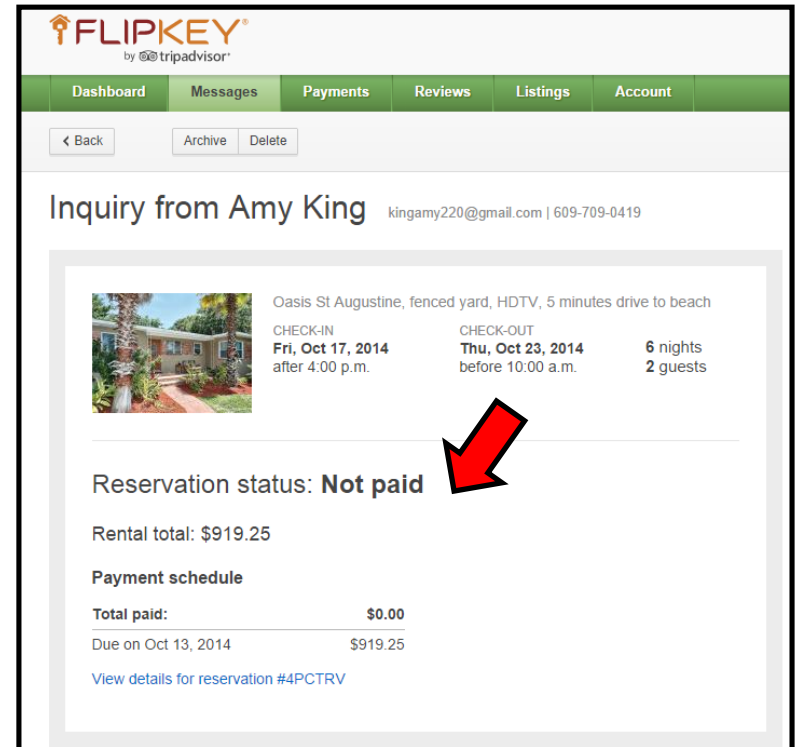 FLIPKEY®
by tripadvisor®
Dashboard Messages Payments Reviews Listings Account
Back Archive Delete
Inquiry from Amy King kingamy220@gmail.com | 609-709-0419
Oasis St Augustine, fenced yard, HDTV, 5 minutes drive to beach
CHECK-IN CHECK-OUT
Fri, Oct 17, 2014 Thu, Oct 23, 2014 6 nights
after 4:00 p.m. before 10:00 a.m. 2 guests
Reservation status: Not paid
Rental total: $919.25
Payment schedule
Total paid: $0.00
Due on Oct 13, 2014 $919.25
View details for reservation #4PCTRV